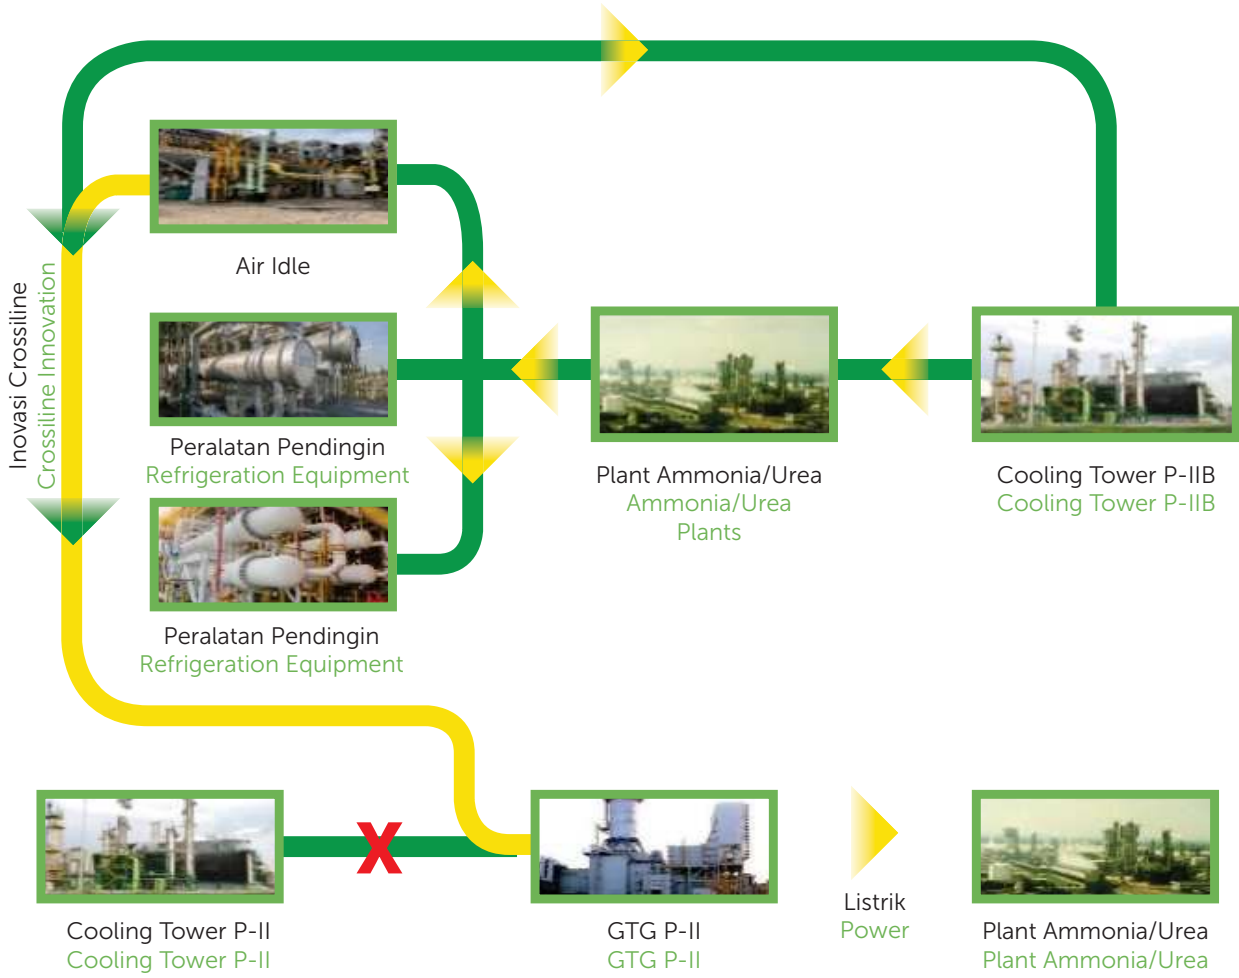 Inovasi Crossiline
Crossiline Innovation
Air Idle
Peralatan Pendingin
Refrigeration Equipment
Plant Ammonia/Urea
Ammonia/Urea
Plants
Cooling Tower P-IIB
Cooling Tower P-IIB
Peralatan Pendingin
Refrigeration Equipment
X
Cooling Tower P-II
Cooling Tower P-II
GTG P-II
GTG P-II
Listrik
Power
Plant Ammonia/Urea
Plant Ammonia/Urea